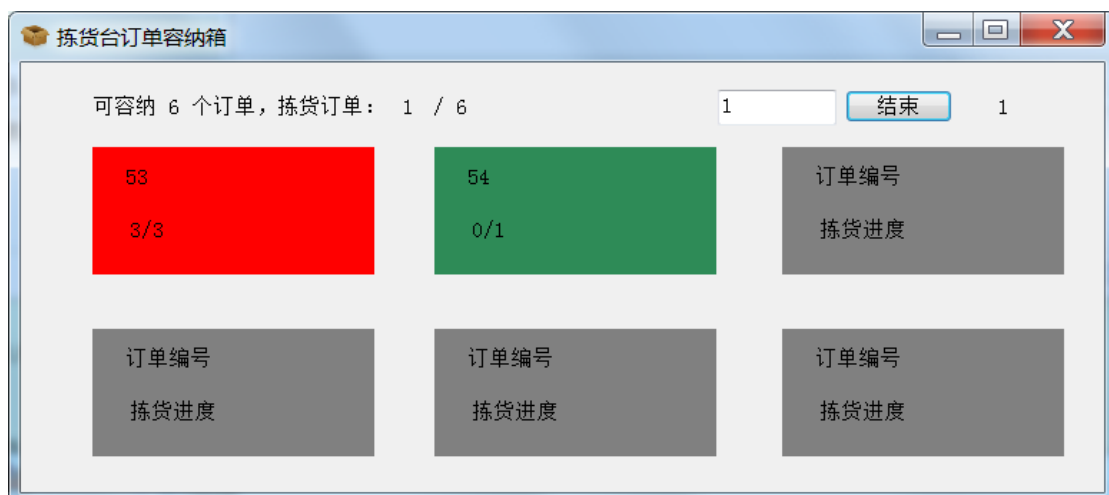 拣货台订单容纳箱
可容纳 6 个订单，拣货订单： 1 / 6
1
结束
1
53
3/3
54
0/1
订单编号
拣货进度
订单编号
拣货进度
订单编号
拣货进度
订单编号
拣货进度